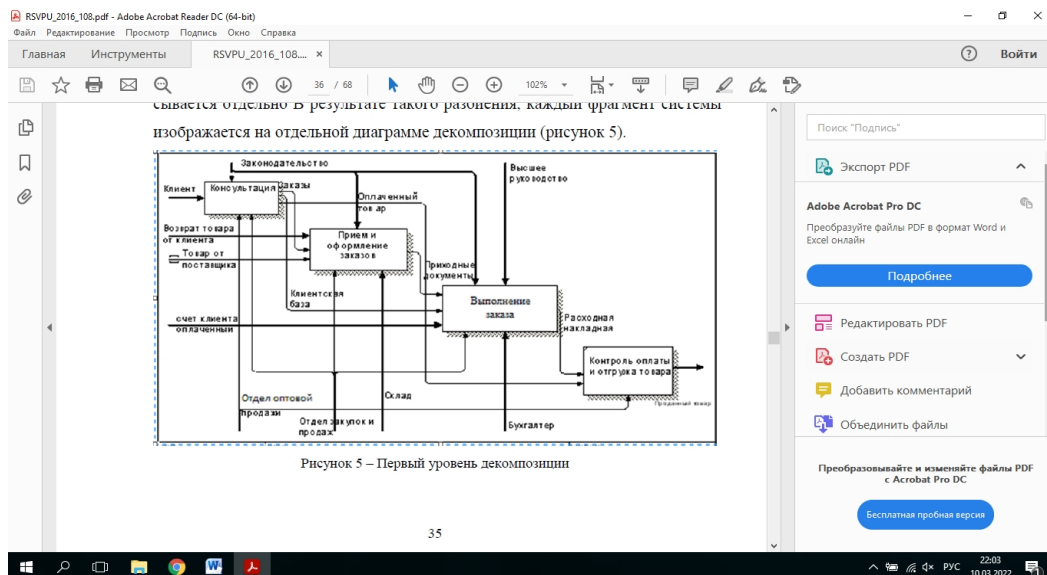 RSVPU_2016_108.pdf - Adobe Acrobat Reader DC (64-bit)
Файл Редактирование Просмотр Подпись Окно Справка
Главная Инструменты RSVPU_2016_108.... × Войти
36 / 68 102%
сывается отдельно В результате такого разбиения, каждый фрагмент системы
изображается на отдельной диаграмме декомпозиции (рисунок 5).
Законодательство
Высшее
руководство
Клиент
Консультация
Заказы
Оплаченный
товар
Возврат товара
от клиента
Прием и
оформление
заказов
Товар от
поставщика
Приходные
документы
Клиентская
база
Выполнение
заказа
счет клиента
оплаченный
Расходная
накладная
Контроль оплаты
и отгрузка товара
Проданный товар
Отдел оптовой
продажи
Склад
Отдел закупок и
продаж
Бухгалтер
Рисунок 5 – Первый уровень декомпозиции
35
Поиск "Подпись"
Экспорт PDF
Adobe Acrobat Pro DC
Преобразуйте файлы PDF в формат Word и
Excel онлайн
Подробнее
Редактировать PDF
Создать PDF
Добавить комментарий
Объединить файлы
Преобразовывайте и изменяйте файлы PDF
с Acrobat Pro DC
Бесплатная пробная версия
РУС
22:03
10.03.2022